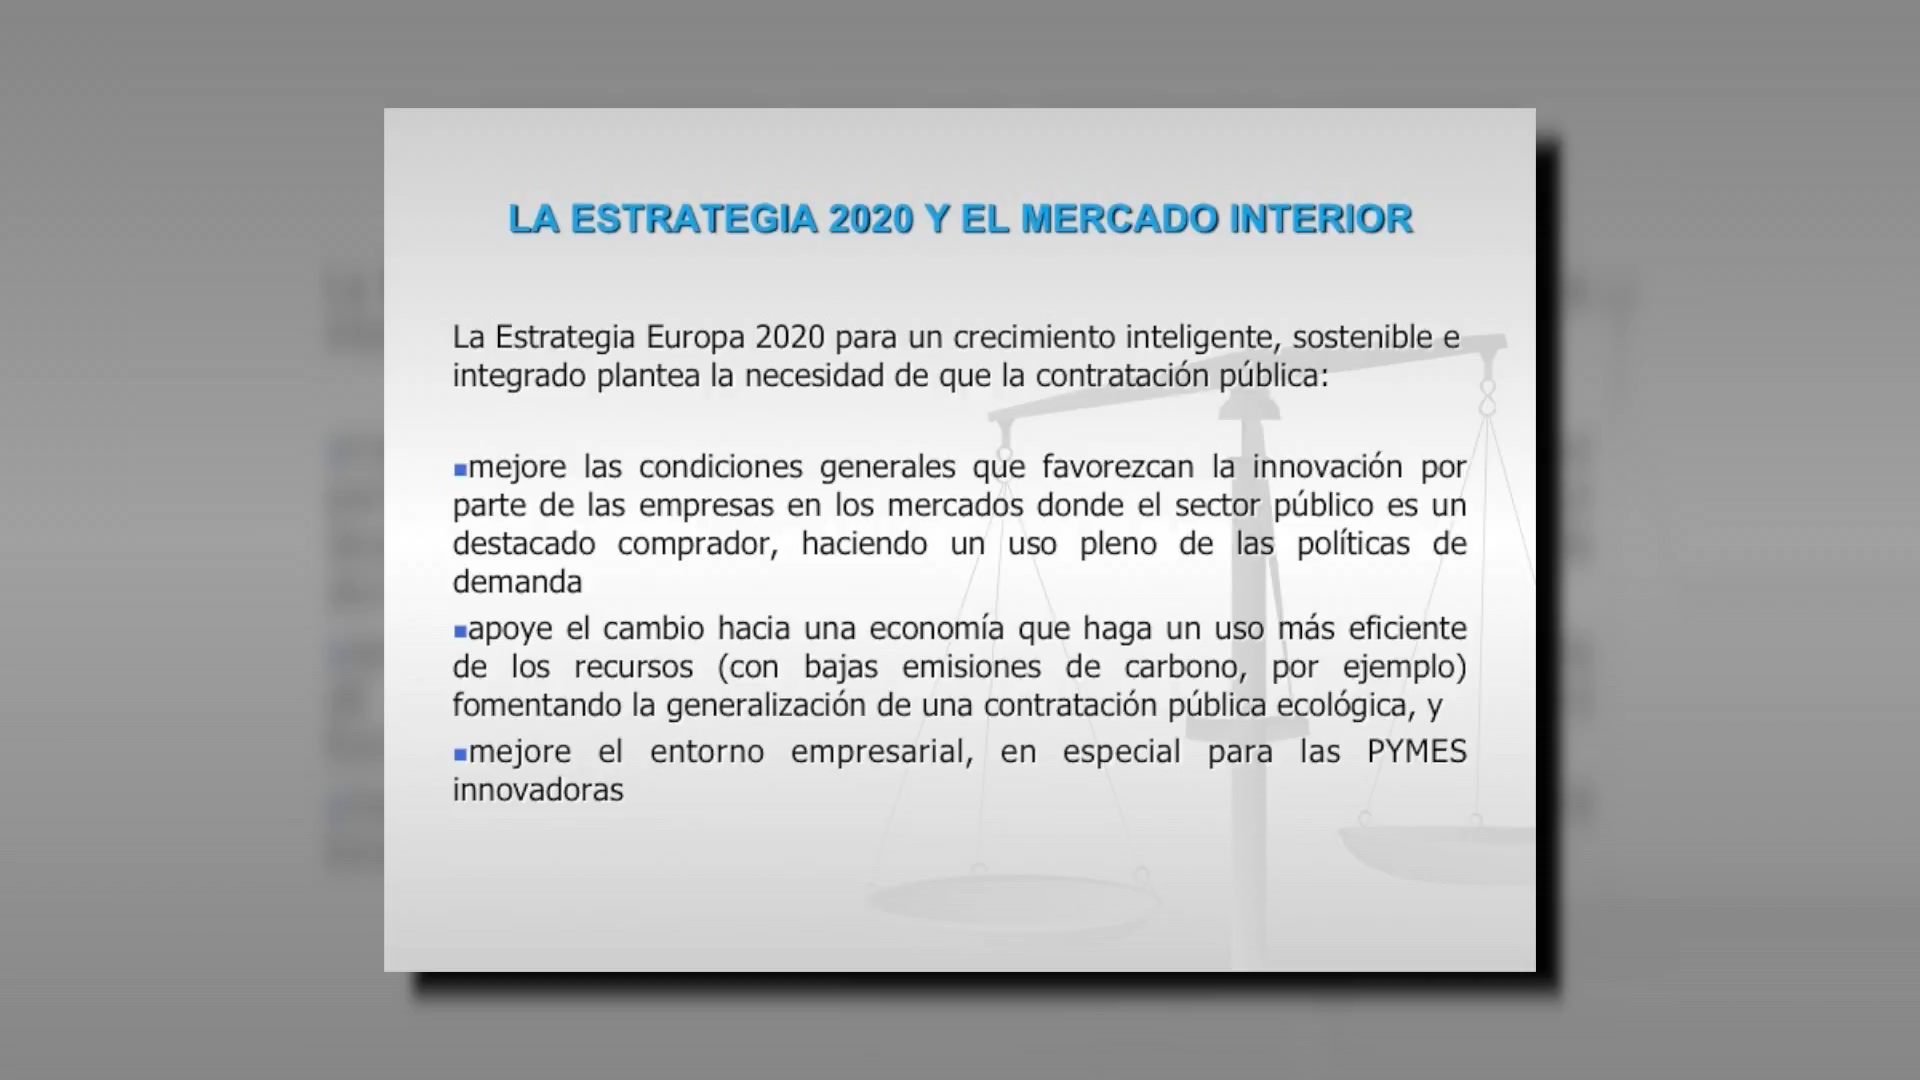 LA ESTRATEGIA 2020 Y EL MERCADO INTERIOR
La Estrategia Europa 2020 para un crecimiento inteligente, sostenible e
integrado plantea la necesidad de que la contratación pública:
▪mejore las condiciones generales que favorezcan la innovación por
parte de las empresas en los mercados donde el sector público es un
destacado comprador, haciendo un uso pleno de las políticas de
demanda
▪apoye el cambio hacia una economía que haga un uso más eficiente
de los recursos (con bajas emisiones de carbono, por ejemplo)
fomentando la generalización de una contratación pública ecológica, y
▪mejore el entorno empresarial, en especial para las PYMES
innovadoras